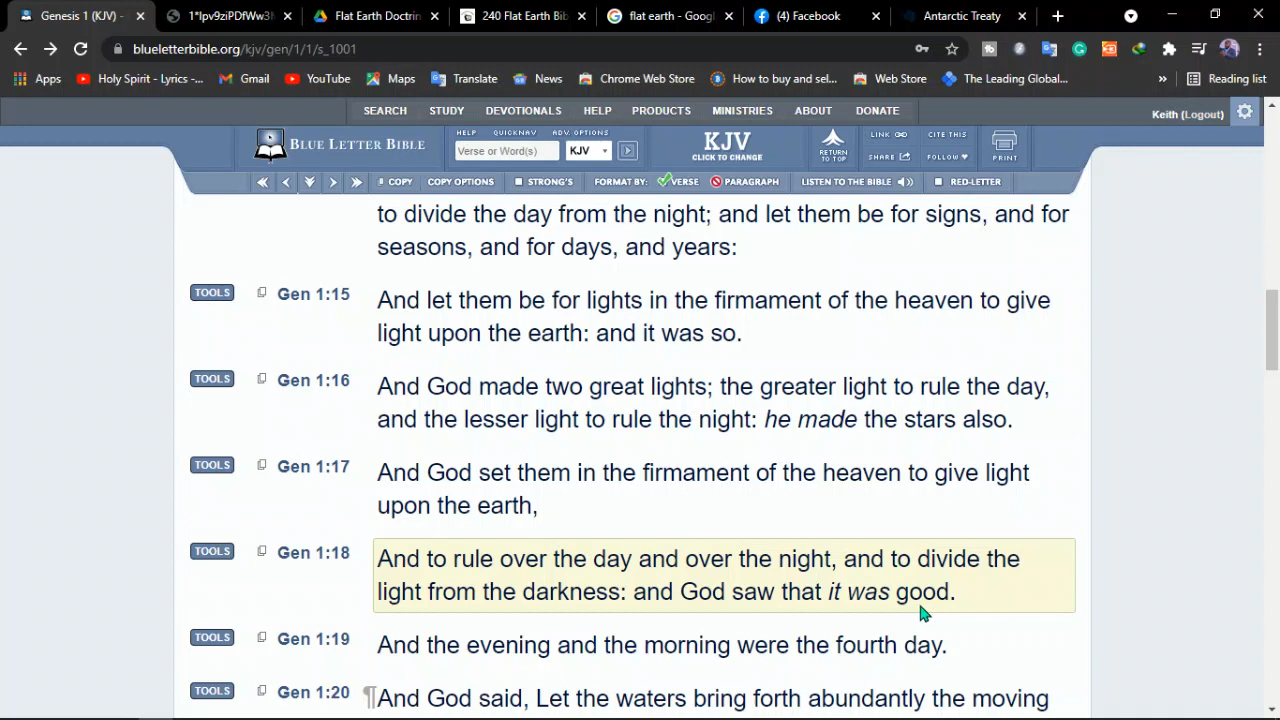 Genesis 1 (KJV)
1*Ipv9ziPDfWw3M
Flat Earth Doctrin
240 Flat Earth Bib
flat earth - Googl
(4) Facebook
Antarctic Treaty
blueletterbible.org/kjv/gen/1/1/s_1001
Apps
Holy Spirit - Lyrics -...
Gmail
YouTube
Maps
Translate
News
Chrome Web Store
How to buy and sel...
Web Store
The Leading Global...
»
Reading list
SEARCH STUDY DEVOTIONALS HELP PRODUCTS MINISTRIES ABOUT DONATE
Keith (Logout)
BLUE LETTER BIBLE
HELP QUICKNAV ADV. OPTIONS
Verse or Word(s)
KJV
KJV
CLICK TO CHANGE
RETURN
TO TOP
LINK
CITE THIS
SHARE
FOLLOW
PRINT
COPY COPY OPTIONS STRONG'S FORMAT BY: VERSE PARAGRAPH LISTEN TO THE BIBLE RED-LETTER
to divide the day from the night; and let them be for signs, and for
seasons, and for days, and years:
TOOLS Gen 1:15 And let them be for lights in the firmament of the heaven to give
light upon the earth: and it was so.
TOOLS Gen 1:16 And God made two great lights; the greater light to rule the day,
and the lesser light to rule the night: he made the stars also.
TOOLS Gen 1:17 And God set them in the firmament of the heaven to give light
upon the earth,
TOOLS Gen 1:18 And to rule over the day and over the night, and to divide the
light from the darkness: and God saw that it was good.
TOOLS Gen 1:19 And the evening and the morning were the fourth day.
TOOLS Gen 1:20 ¶And God said, Let the waters bring forth abundantly the moving